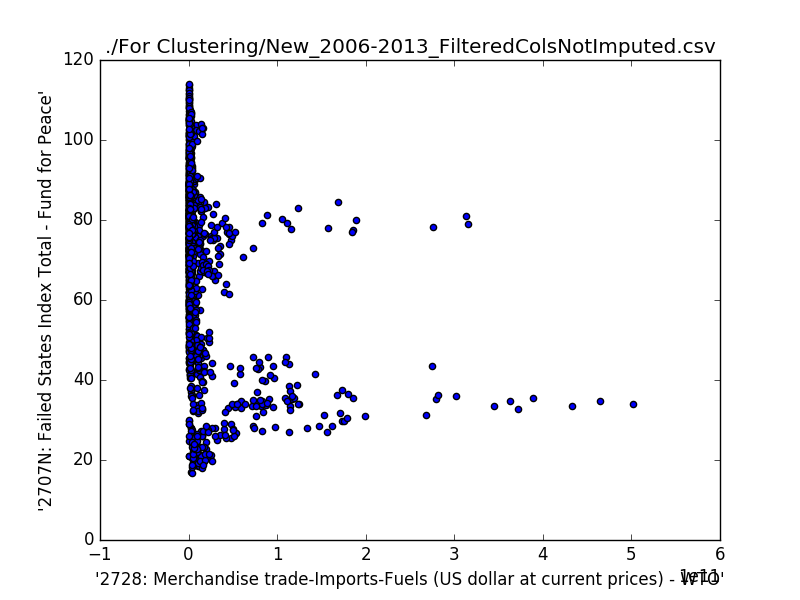 ./For Clustering/New_2006-2013_FilteredColsNotImputed.csv
120
100
80
60
40
20
0
'2707N: Failed States Index Total - Fund for Peace'
−1 0 1 2 3 4 5 6
1e11
'2728: Merchandise trade-Imports-Fuels (US dollar at current prices) - WTO'